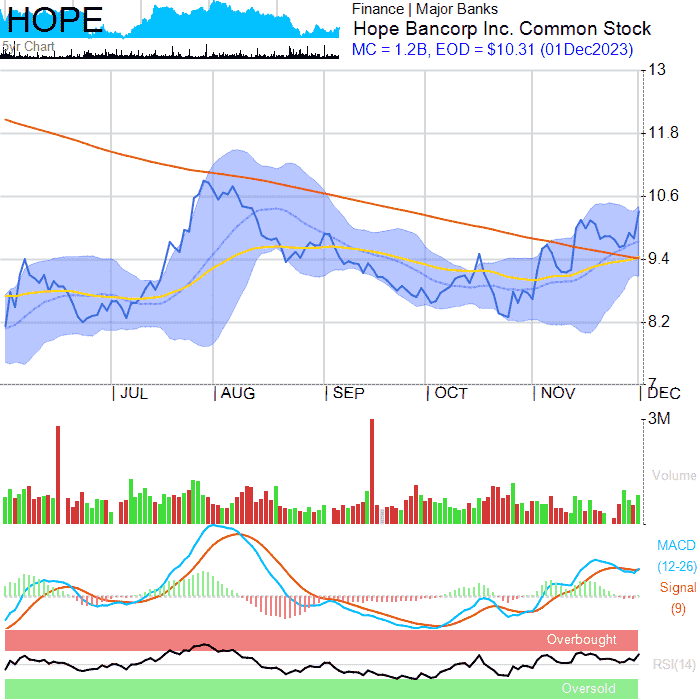 HOPE
5yr Chart
Finance | Major Banks
Hope Bancorp Inc. Common Stock
MC = 1.2B, EOD = $10.31 (01Dec2023)
13
11.8
10.6
9.4
8.2
7
JUL AUG SEP OCT NOV DEC
3M
Volume
MACD
(12-26)
Signal
(9)
Overbought
RSI(14)
Oversold